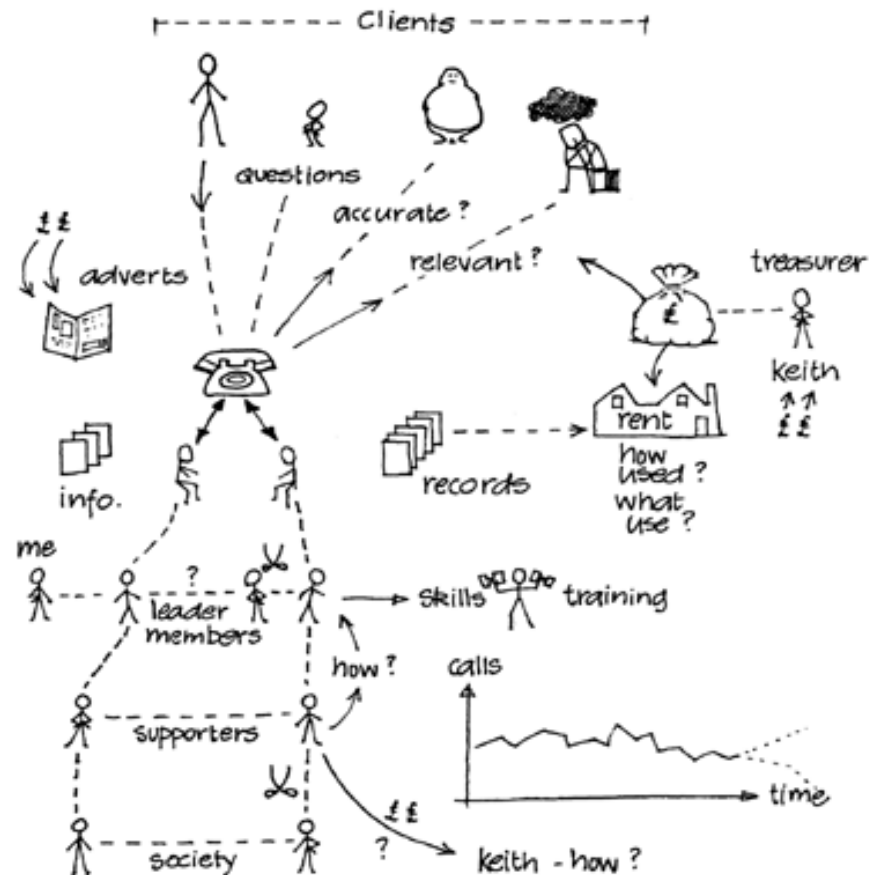 Clients
questions
accurate ?
relevant ?
££
adverts
treasurer
£
keith
££
rent
how
used ?
what
use ?
info.
records
me
?
leader
members
skills
training
how ?
calls
supporters
time
££
?
society
keith - how ?